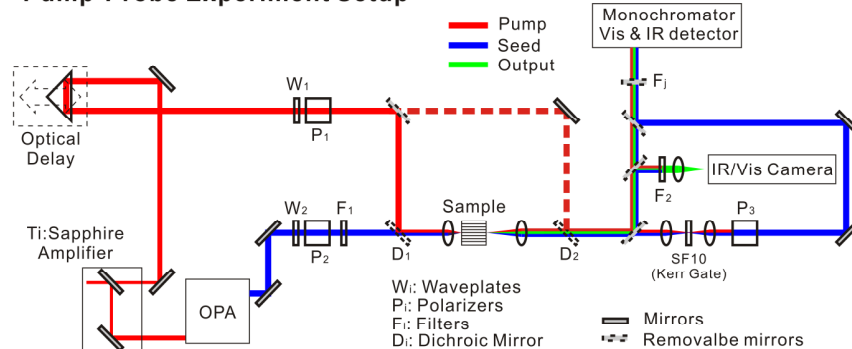 Pump-Probe Experiment Setup
Pump
Seed
Output
Monochromator
Vis & IR detector
Fj
W1
P1
Optical
Delay
F2
IR/Vis Camera
W2
F1
P2
Sample
P3
Ti:Sapphire
Amplifier
D1
D2
SF10
(Kerr Gate)
OPA
Wi: Waveplates
Pi: Polarizers
Fi: Filters
Di: Dichroic Mirror
Mirrors
Removalbe mirrors